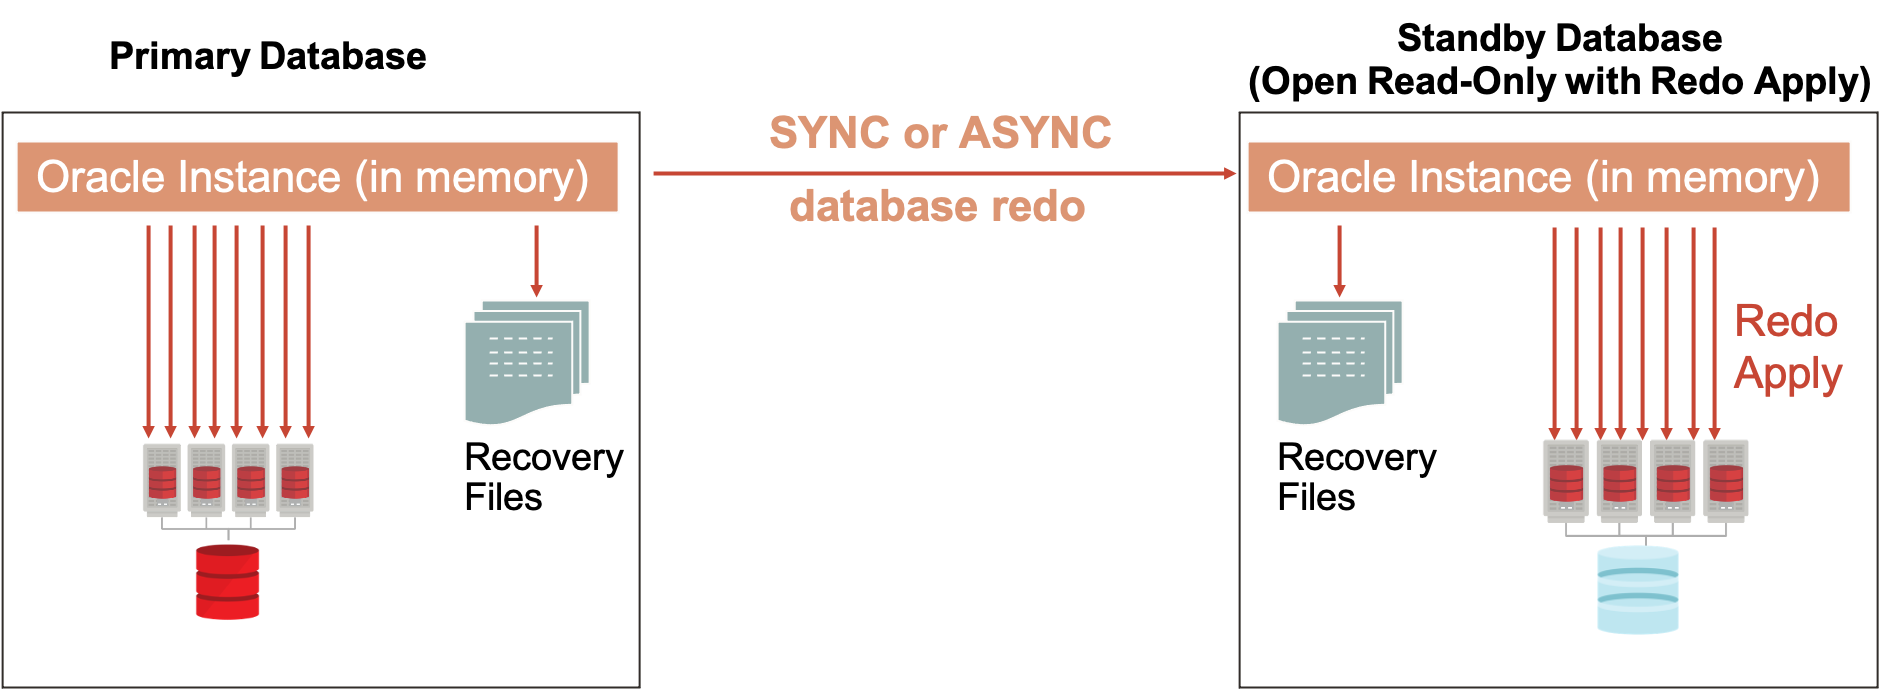 Primary Database
Oracle Instance (in memory)
Recovery
Files
SYNC or ASYNC
database redo
Standby Database
(Open Read-Only with Redo Apply)
Oracle Instance (in memory)
Recovery
Files
Redo
Apply